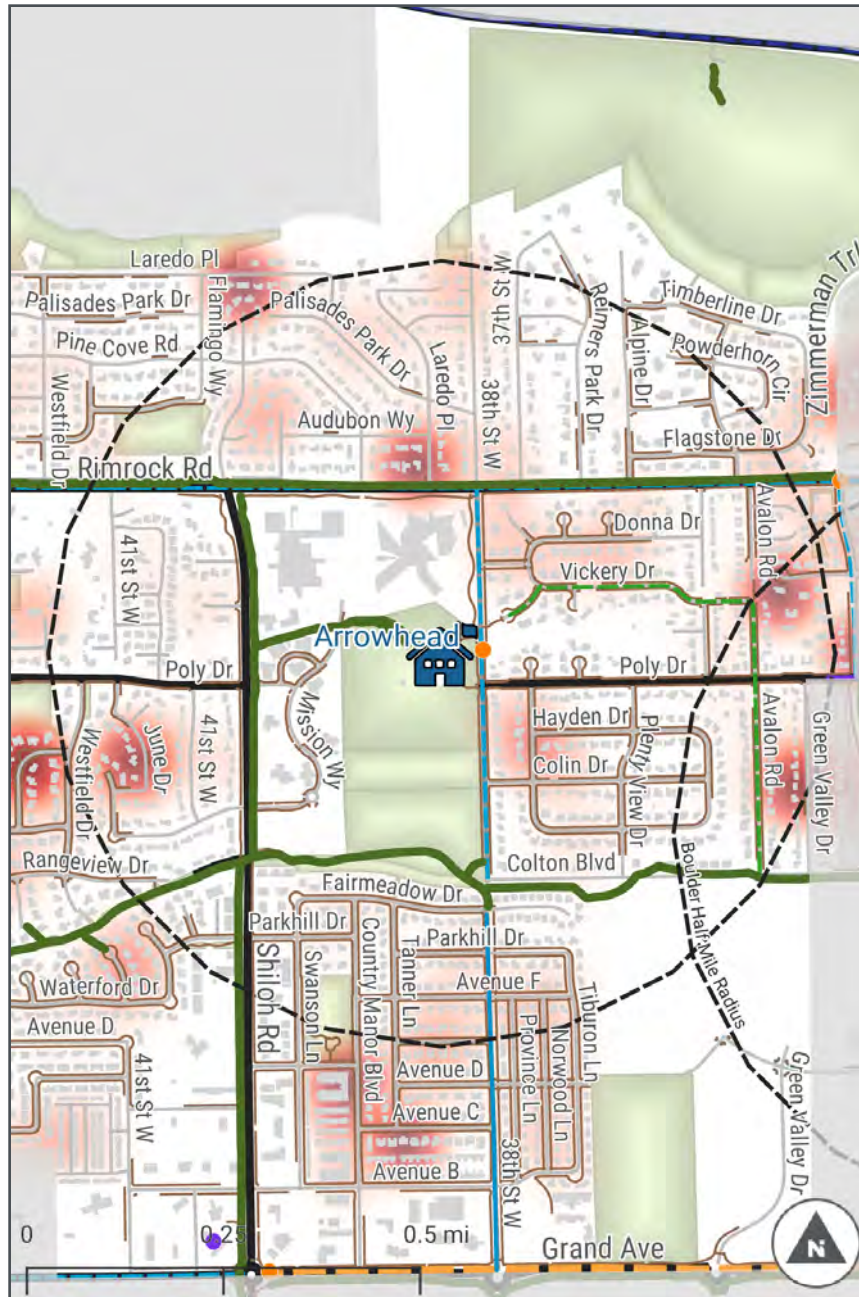 Laredo Pl
Palisades Park Dr
Flamingo Wy
Palisades Park Dr
Pine Cove Rd
Westfield Dr
Audubon Wy
Laredo Pl
37th St W
38th St W
Reimers Park Dr
Alpine Dr
Timberline Dr
Powderhorn Cir
Zimmerman Trl
Flagstone Dr
Rimrock Rd
Donna Dr
Avalon Rd
Vickery Dr
41st St W
Arrowhead
Poly Dr
Poly Dr
Mission Wy
June Dr
Westfield Dr
41st St W
Hayden Dr
Plenty View Dr
Colin Dr
Avalon Rd
Green Valley Dr
Rangeview Dr
Colton Blvd
Boulder Half-Mile Radius
Fairmeadow Dr
Parkhill Dr
Shiloh Rd
Swanson Ln
Country Manor Blvd
Tanner Ln
Parkhill Dr
Avenue F
Tiburon Ln
Norwood Ln
Province Ln
Waterford Dr
Avenue D
41st St W
Avenue D
Avenue C
Avenue B
38th St W
Green Valley Dr
0
0.25
0.5 mi
Grand Ave
N